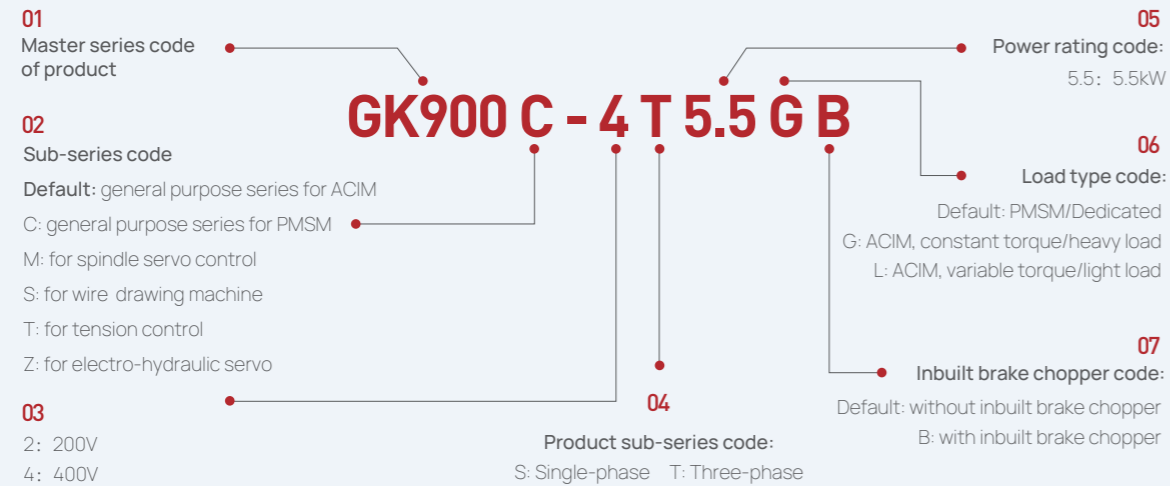 01
Master series code
of product
02
Sub-series code
Default: general purpose series for ACIM
C: general purpose series for PMSM
M: for spindle servo control
S: for wire drawing machine
T: for tension control
Z: for electro-hydraulic servo
03
2: 200V
4: 400V
GK900 C - 4 T 5.5 G B
04
Product sub-series code:
S: Single-phase T: Three-phase
05
Power rating code:
5.5: 5.5kW
06
Load type code:
Default: PMSM/Dedicated
G: ACIM, constant torque/heavy load
L: ACIM, variable torque/light load
07
Inbuilt brake chopper code:
Default: without inbuilt brake chopper
B: with inbuilt brake chopper